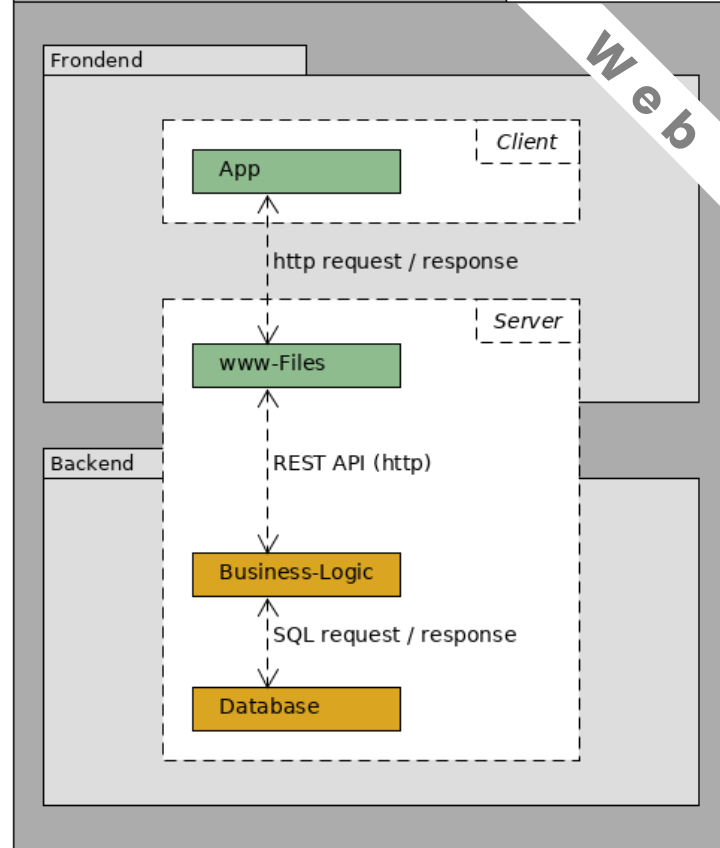 Web
Frondend
Client
App
http request / response
Server
www-Files
Backend
REST API (http)
Business-Logic
SQL request / response
Database